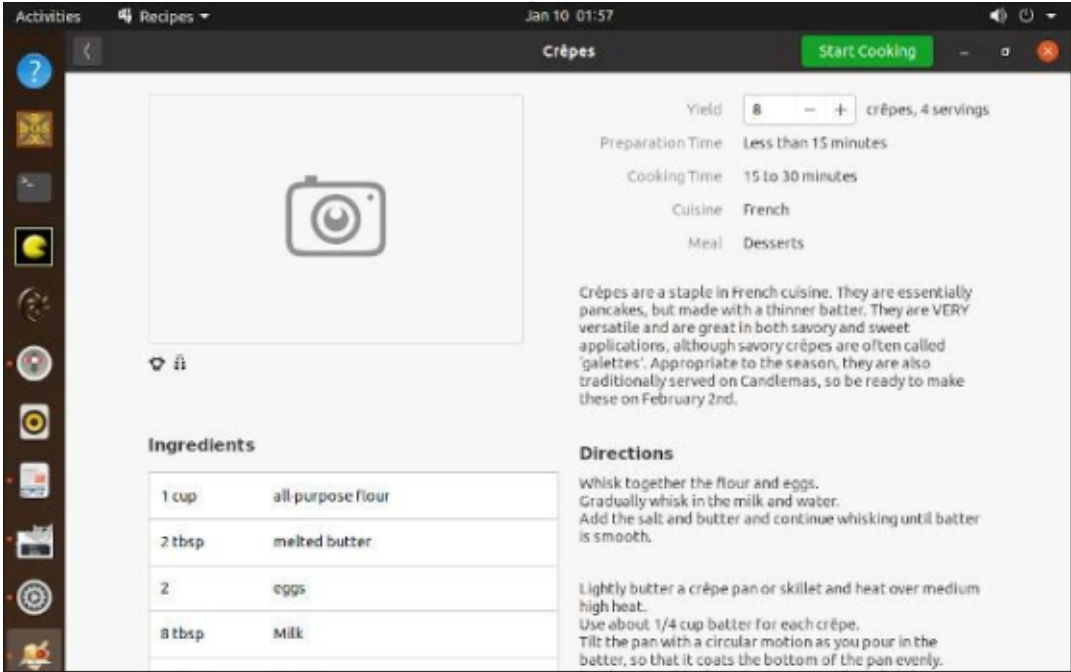 Activities
Recipes
Jan 10 01:57
Crêpes
Start Cooking
Yield 8 − + crêpes, 4 servings
Preparation Time Less than 15 minutes
Cooking Time 15 to 30 minutes
Cuisine French
Meal Desserts
Crêpes are a staple in French cuisine. They are essentially
pancakes, but made with a thinner batter. They are VERY
versatile and are great in both savory and sweet
applications, although savory crêpes are often called
'galettes'. Appropriate to the season, they are also
traditionally served on Candlemas, so be ready to make
these on February 2nd.
Ingredients
1 cup all-purpose flour
2 tbsp melted butter
2 eggs
8 tbsp Milk
Directions
Whisk together the flour and eggs.
Gradually whisk in the milk and water.
Add the salt and butter and continue whisking until batter
is smooth.
Lightly butter a crêpe pan or skillet and heat over medium
high heat.
Use about 1/4 cup batter for each crêpe.
Tilt the pan with a circular motion as you pour in the
batter, so that it coats the bottom of the pan evenly.